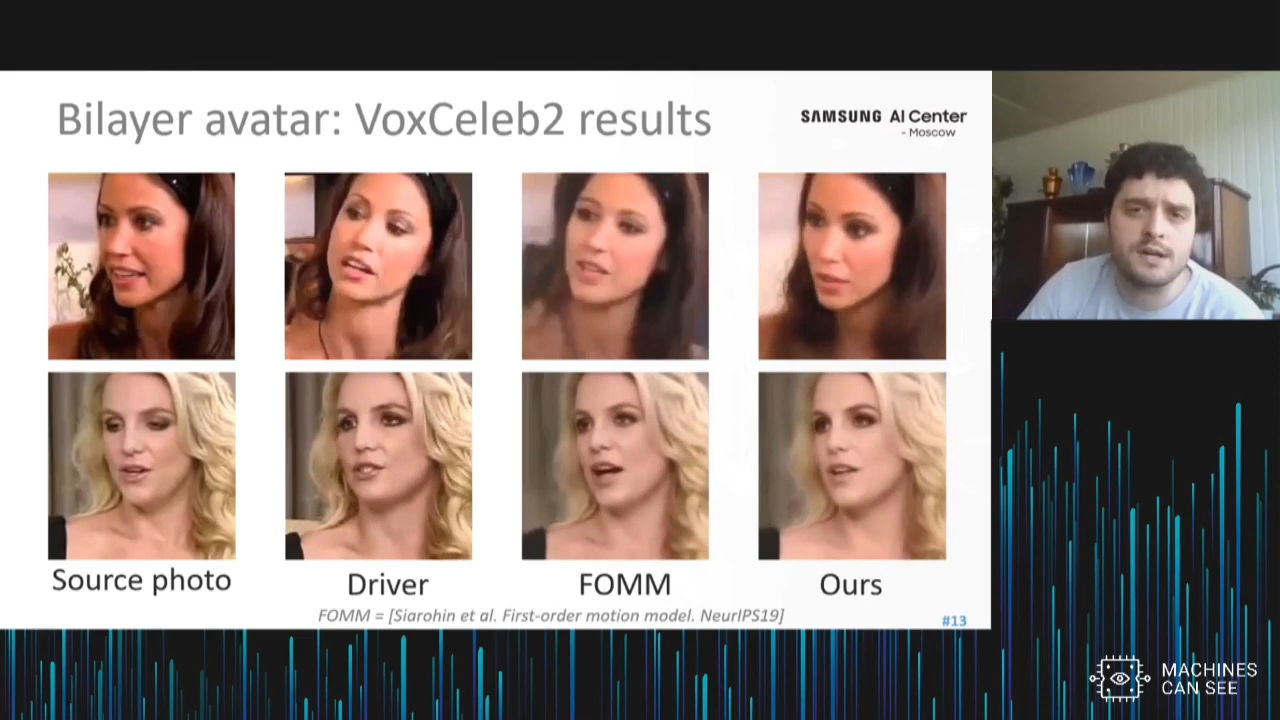 Bilayer avatar: VoxCeleb2 results
SAMSUNG AI Center
- Moscow
Source photo
Driver
FOMM
Ours
FOMM = [Siarohin et al. First-order motion model. NeurIPS19]
#13
MACHINES
CAN SEE